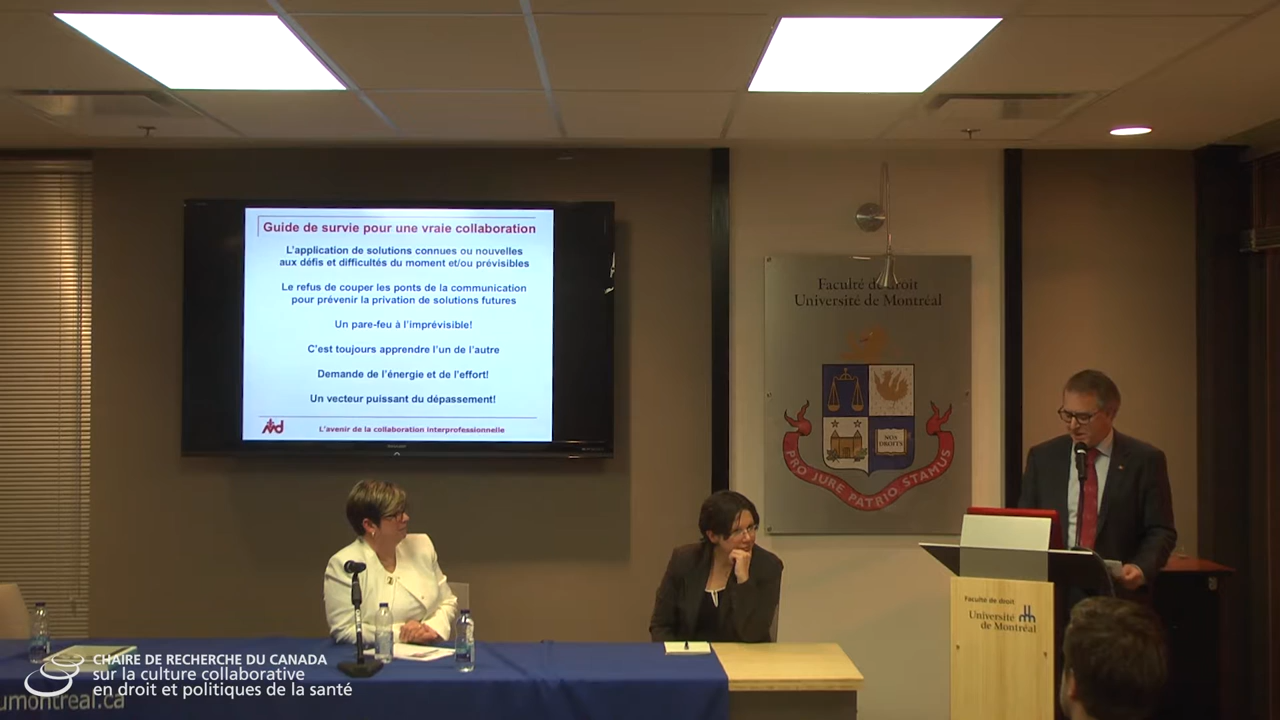 Guide de survie pour une vraie collaboration
L'application de solutions connues ou nouvelles
aux défis et difficultés du moment et/ou prévisibles
Le refus de couper les ponts de la communication
pour prévenir la privation de solutions futures
Un pare-feu à l'imprévisible!
C'est toujours apprendre l'un de l'autre
Demande de l'énergie et de l'effort!
Un vecteur puissant du dépassement!
L'avenir de la collaboration interprofessionnelle
Faculté de droit
Université de Montréal
NOS
DROITS
PRO JURE PATRIO STAMUS
Faculté de droit
Université
de Montréal
CHAIRE DE RECHERCHE DU CANADA
sur la culture collaborative
en droit et politiques de la santé
umontreal.ca